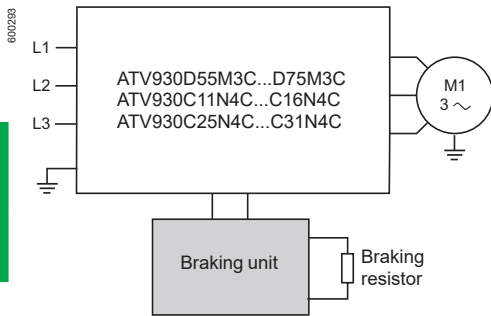 600293
L1
L2
L3
ATV930D55M3C...D75M3C
ATV930C11N4C...C16N4C
ATV930C25N4C...C31N4C
M1
3 ~
Braking unit
Braking
resistor